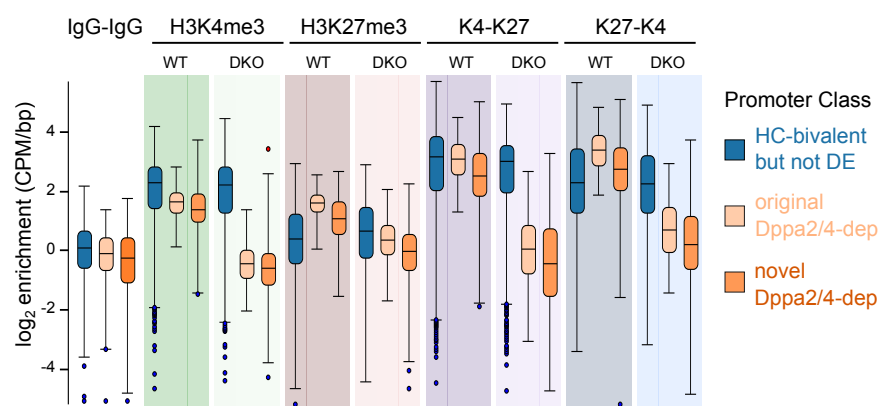 IgG-IgG H3K4me3 H3K27me3 K4-K27 K27-K4
WT DKO WT DKO WT DKO WT DKO
log2 enrichment (CPM/bp)
4
2
0
-2
-4
Promoter Class
HC-bivalent
but not DE
original
Dppa2/4-dep
novel
Dppa2/4-dep